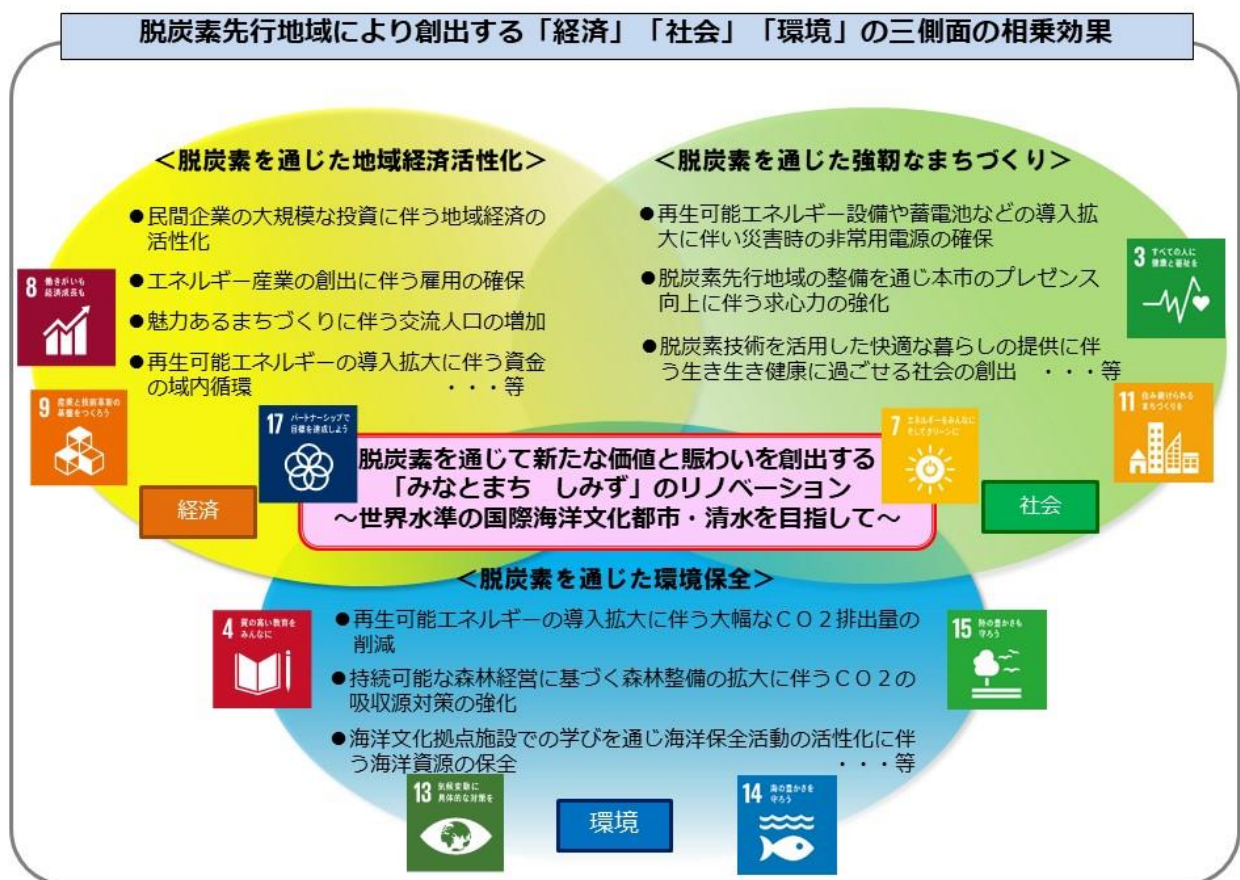 脱炭素先行地域により創出する「経済」「社会」「環境」の三側面の相乗効果
＜脱炭素を通じた地域経済活性化＞
●民間企業の大規模な投資に伴う地域経済の
活性化
●エネルギー産業の創出に伴う雇用の確保
●魅力あるまちづくりに伴う交流人口の増加
●再生可能エネルギーの導入拡大に伴う資金
の域内循環　・・・等
8 働きがいも
経済成長も
9 産業と技術革新の
基盤をつくろう
17 パートナーシップで
目標を達成しよう
経済
＜脱炭素を通じた強靭なまちづくり＞
●再生可能エネルギー設備や蓄電池などの導入拡
大に伴い災害時の非常用電源の確保
●脱炭素先行地域の整備を通じ本市のプレゼンス
向上に伴う求心力の強化
●脱炭素技術を活用した快適な暮らしの提供に伴
う生き生き健康に過ごせる社会の創出　・・・等
3 すべての人に
健康と福祉を
11 住み続けられる
まちづくりを
7 エネルギーをみんなに
そしてクリーンに
社会
脱炭素を通じて新たな価値と賑わいを創出する
「みなとまち　しみず」のリノベーション
～世界水準の国際海洋文化都市・清水を目指して～
＜脱炭素を通じた環境保全＞
●再生可能エネルギーの導入拡大に伴う大幅なＣＯ２排出量の
削減
●持続可能な森林経営に基づく森林整備の拡大に伴うＣＯ２の
吸収源対策の強化
●海洋文化拠点施設での学びを通じ海洋保全活動の活性化に伴
う海洋資源の保全　・・・等
4 質の高い教育を
みんなに
15 陸の豊かさも
守ろう
13 気候変動に
具体的な対策を
14 海の豊かさを
守ろう
環境